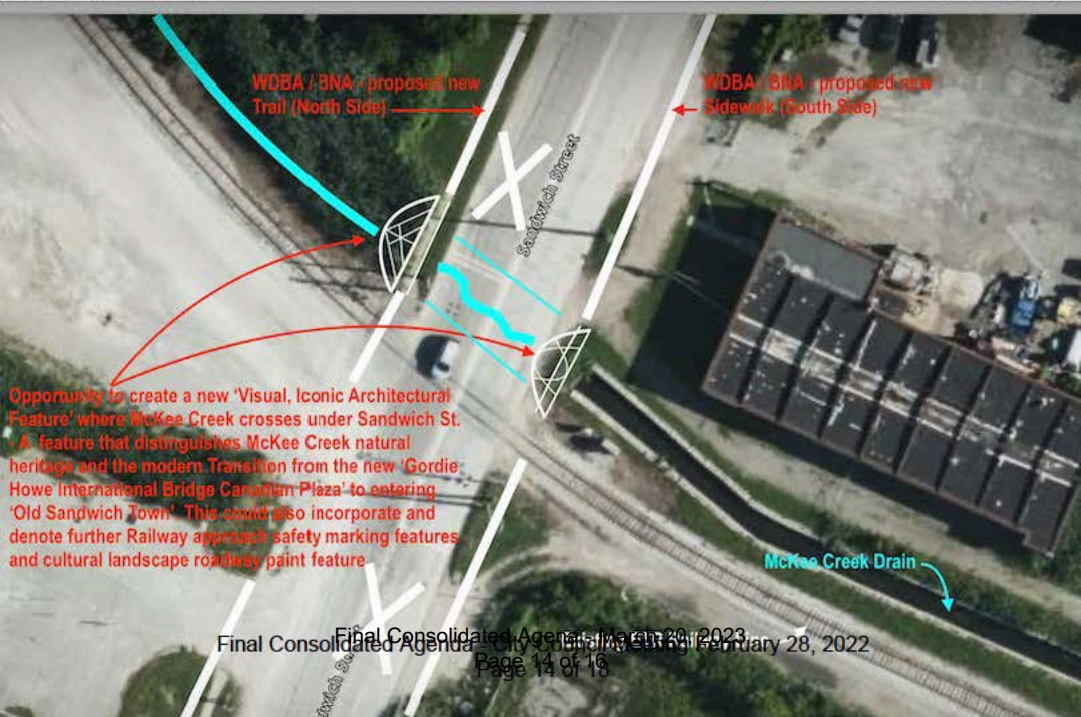 WDBA / BNA - proposed new
Trail (North Side)
WDBA / BNA - proposed new
Sidewalk (South Side)
Sandwich Street
Opportunity to create a new ‘Visual, Iconic Architectural
Feature’ where McKee Creek crosses under Sandwich St.
- A feature that distinguishes McKee Creek natural
heritage and the modern Transition from the new ‘Gordie
Howe International Bridge Canadian Plaza’ to entering
‘Old Sandwich Town’ This could also incorporate and
denote further Railway approach safety marking features
and cultural landscape roadway paint feature
McKee Creek Drain
Final Consolidated Agenda - March 20, 2023
Final Consolidated Agenda - City Council Meeting February 28, 2022
Page 14 of 16
Page 14 of 18